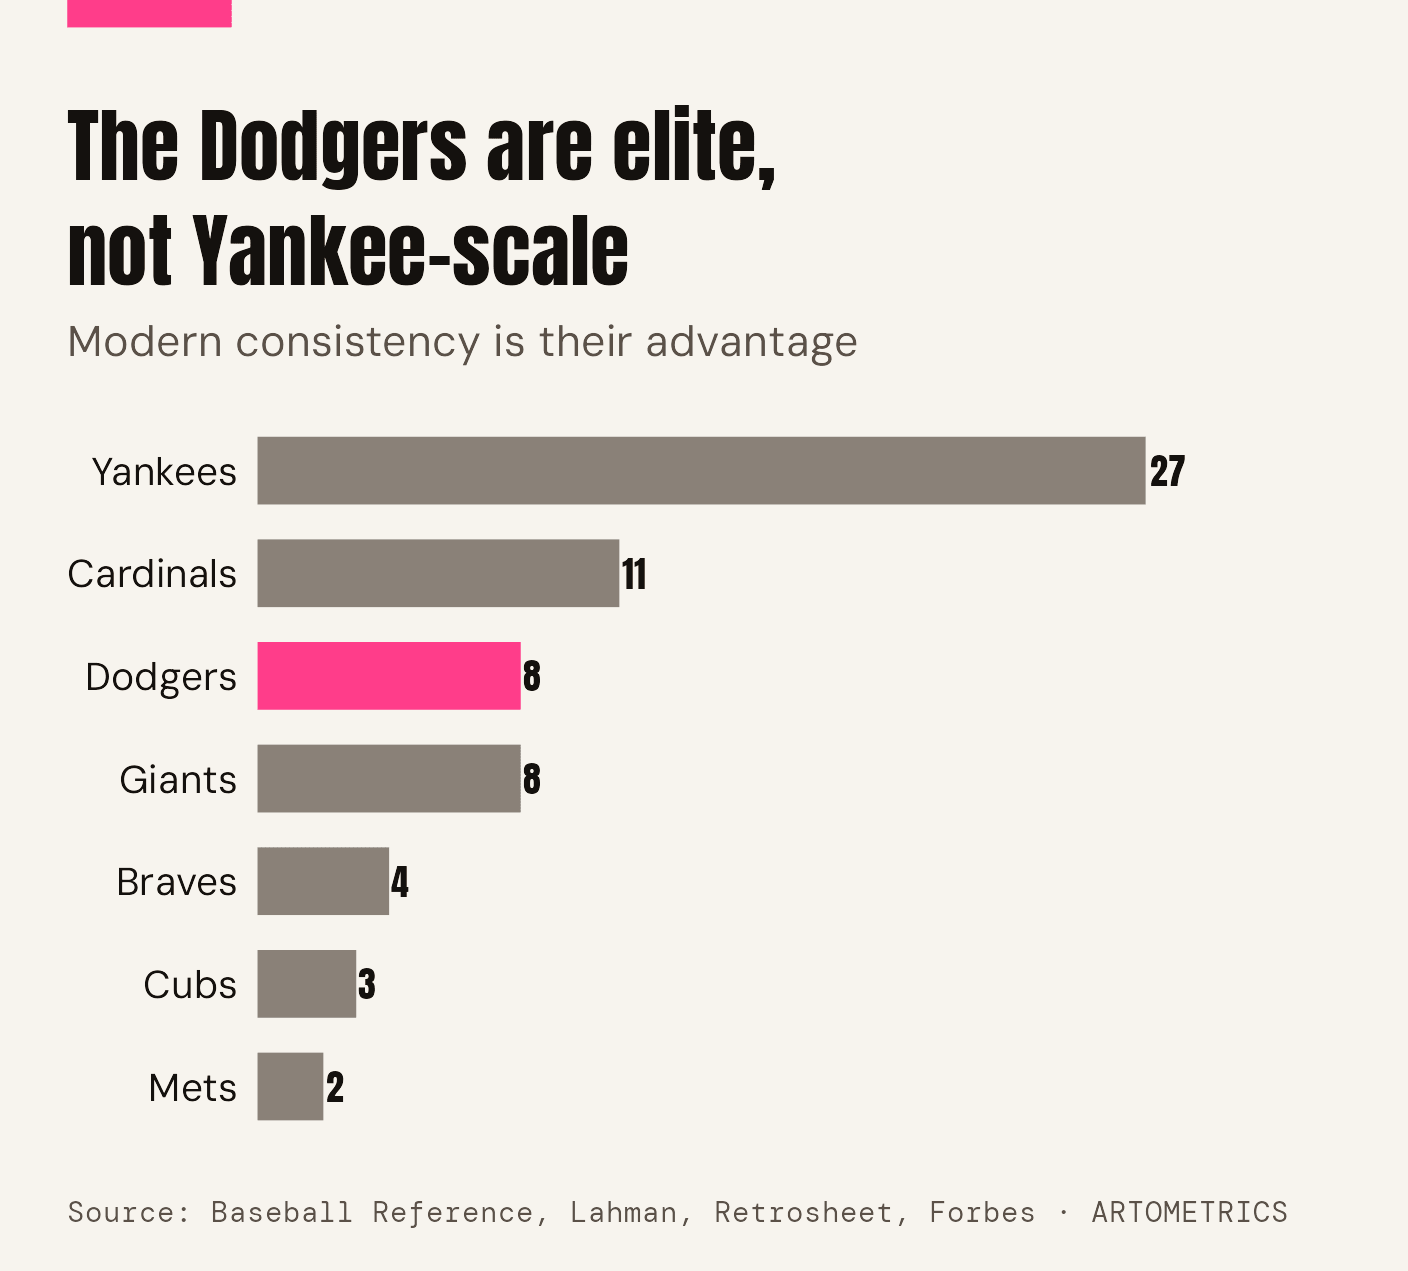 The Dodgers are elite,
not Yankee-scale
Modern consistency is their advantage
Yankees 27
Cardinals 11
Dodgers 8
Giants 8
Braves 4
Cubs 3
Mets 2
Source: Baseball Reference, Lahman, Retrosheet, Forbes · ARTOMETRICS